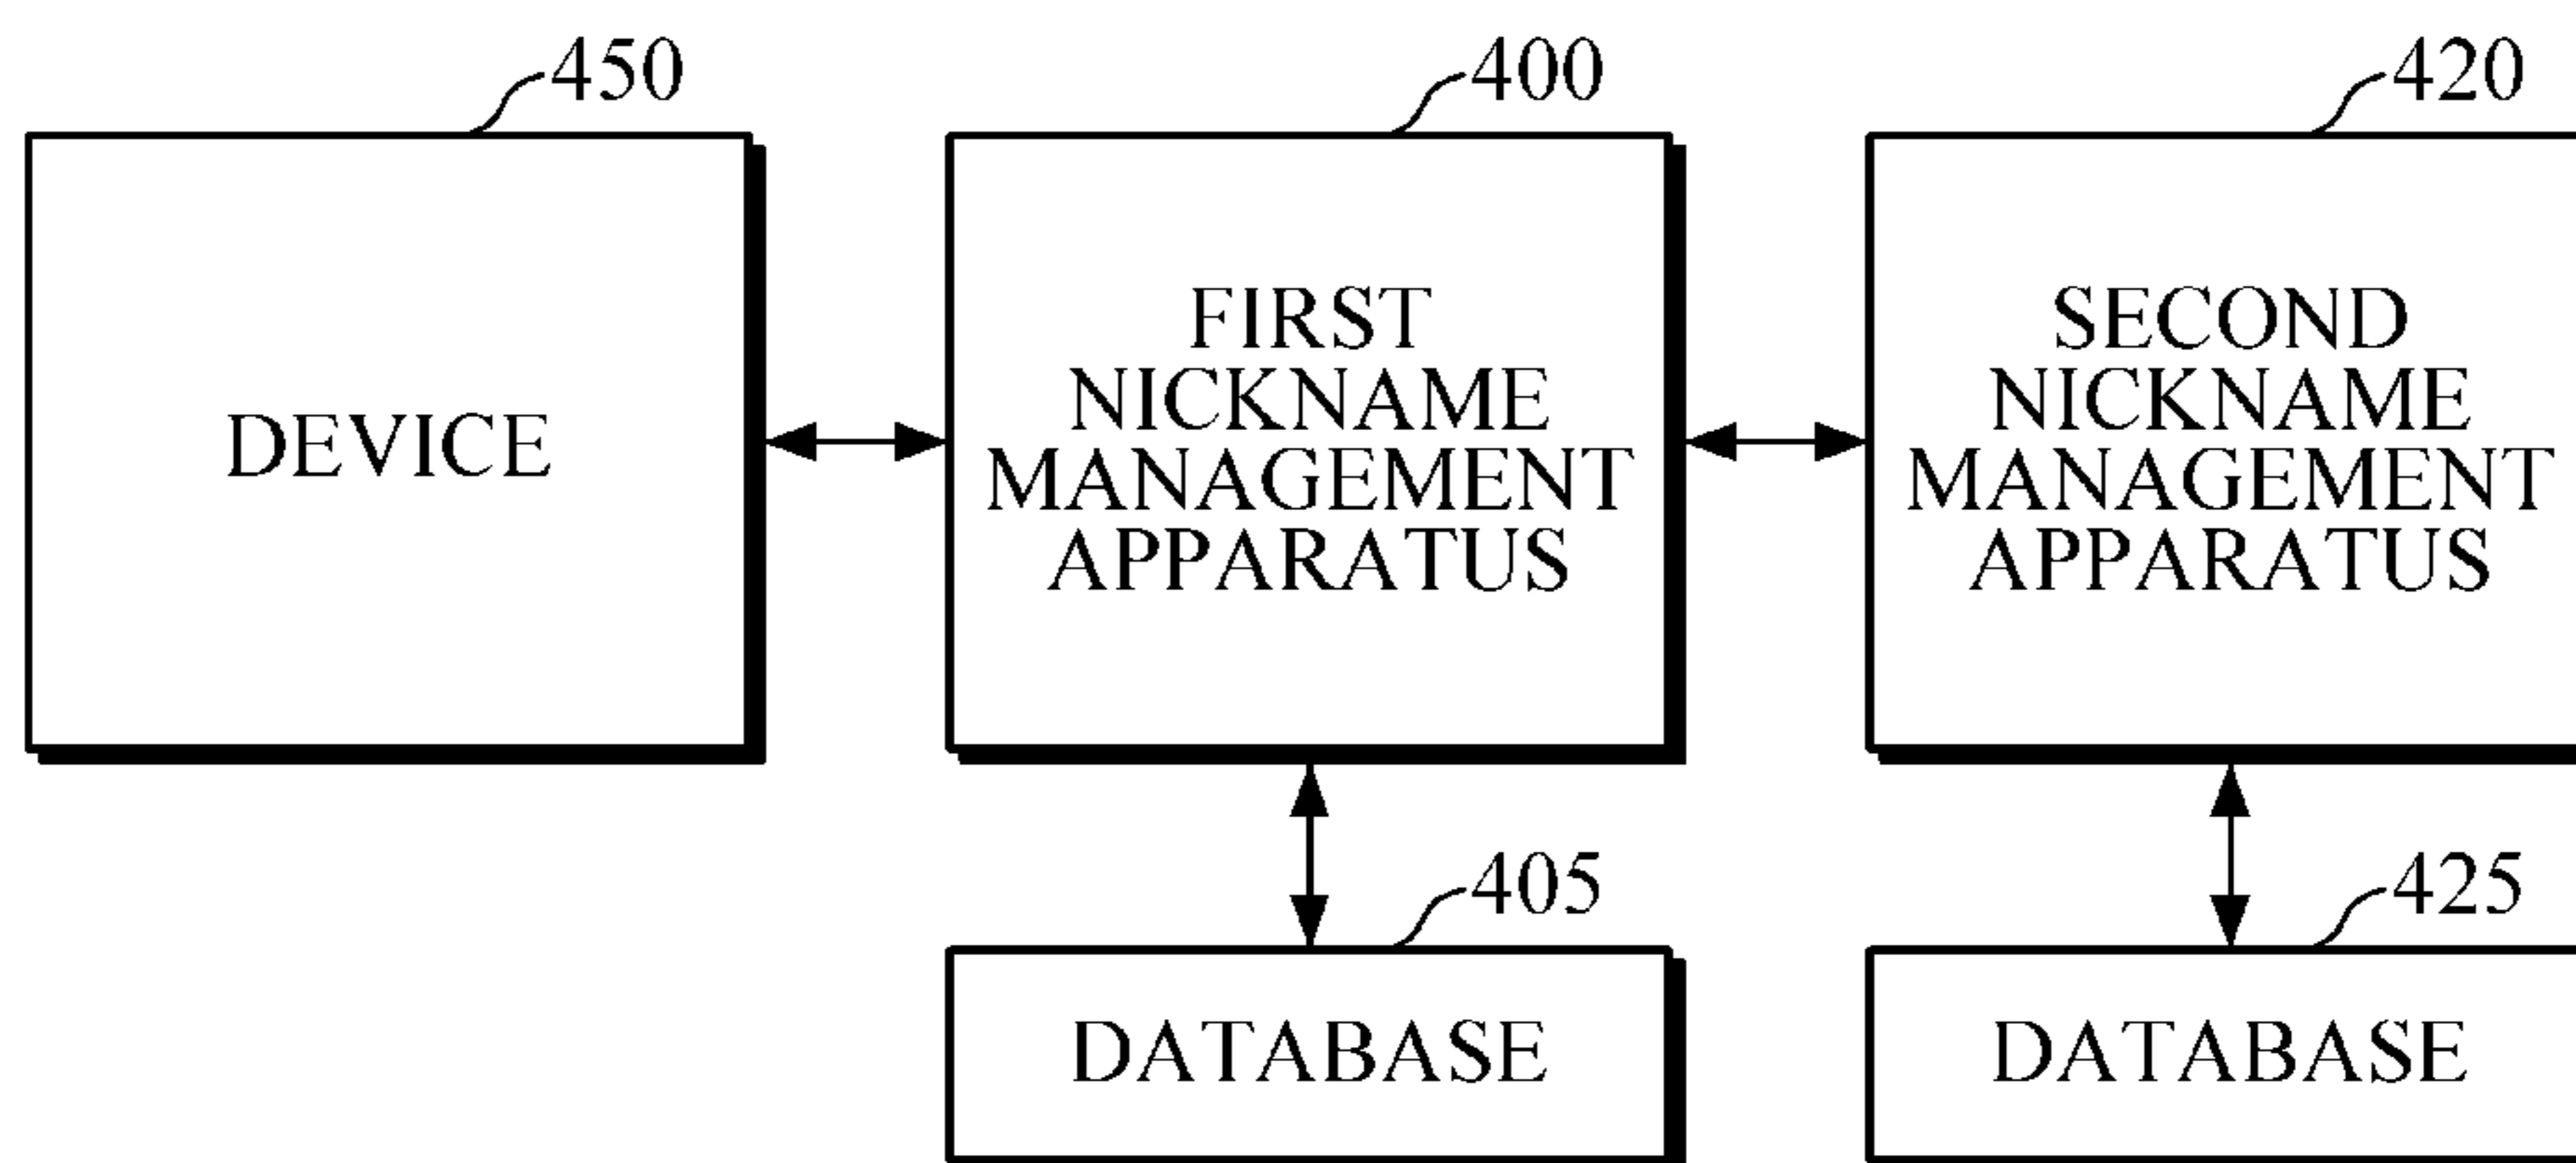 450
400
420
DEVICE
FIRST
NICKNAME
MANAGEMENT
APPARATUS
SECOND
NICKNAME
MANAGEMENT
APPARATUS
405
425
DATABASE
DATABASE